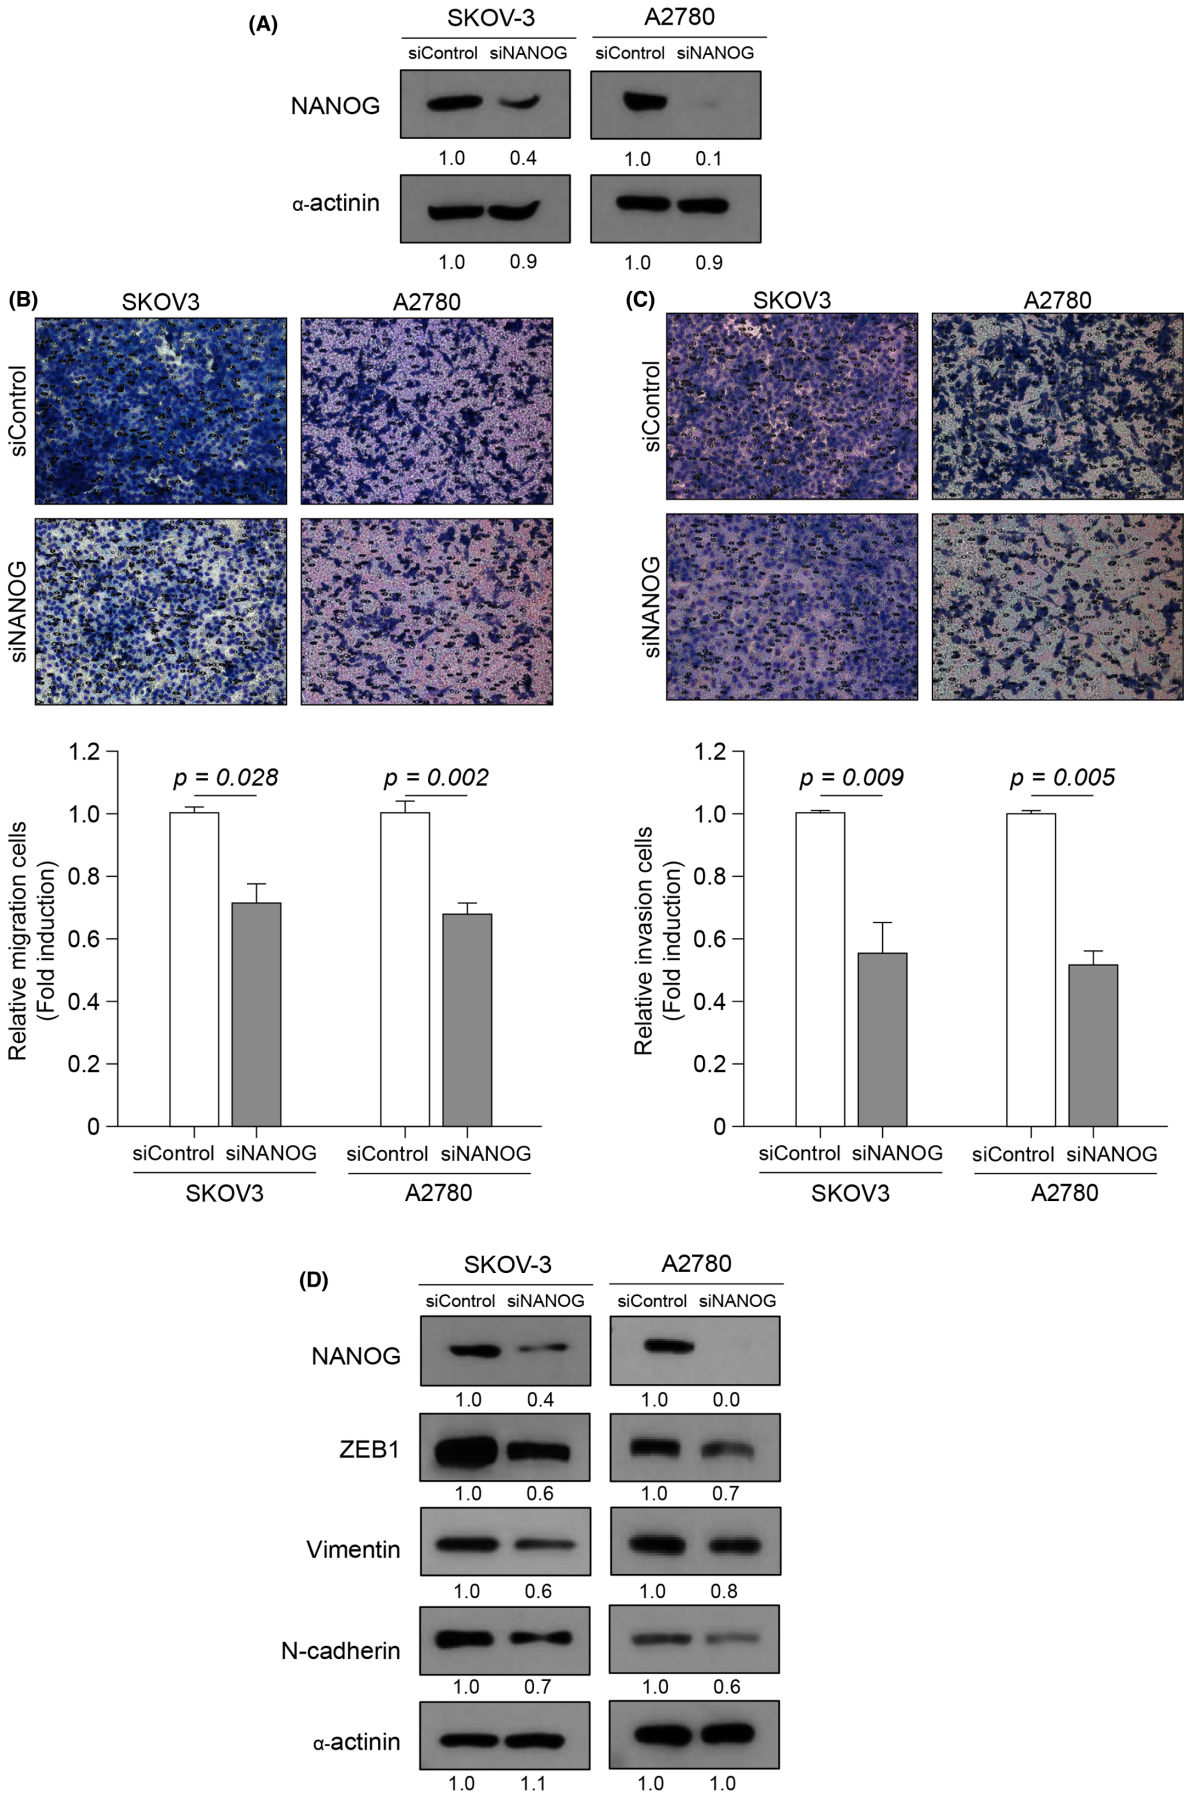 (A)
SKOV-3 A2780
siControl siNANOG siControl siNANOG
NANOG
1.0 0.4 1.0 0.1
α-actinin
1.0 0.9 1.0 0.9
(B)
SKOV3 A2780
siControl
siNANOG
1.2
1.0
0.8
0.6
0.4
0.2
0
Relative migration cells
(Fold induction)
p = 0.028 p = 0.002
siControl siNANOG siControl siNANOG
SKOV3 A2780
(C)
SKOV3 A2780
siControl
siNANOG
1.2
1.0
0.8
0.6
0.4
0.2
0
Relative invasion cells
(Fold induction)
p = 0.009 p = 0.005
siControl siNANOG siControl siNANOG
SKOV3 A2780
(D)
SKOV-3 A2780
siControl siNANOG siControl siNANOG
NANOG
1.0 0.4 1.0 0.0
ZEB1
1.0 0.6 1.0 0.7
Vimentin
1.0 0.6 1.0 0.8
N-cadherin
1.0 0.7 1.0 0.6
α-actinin
1.0 1.1 1.0 1.0